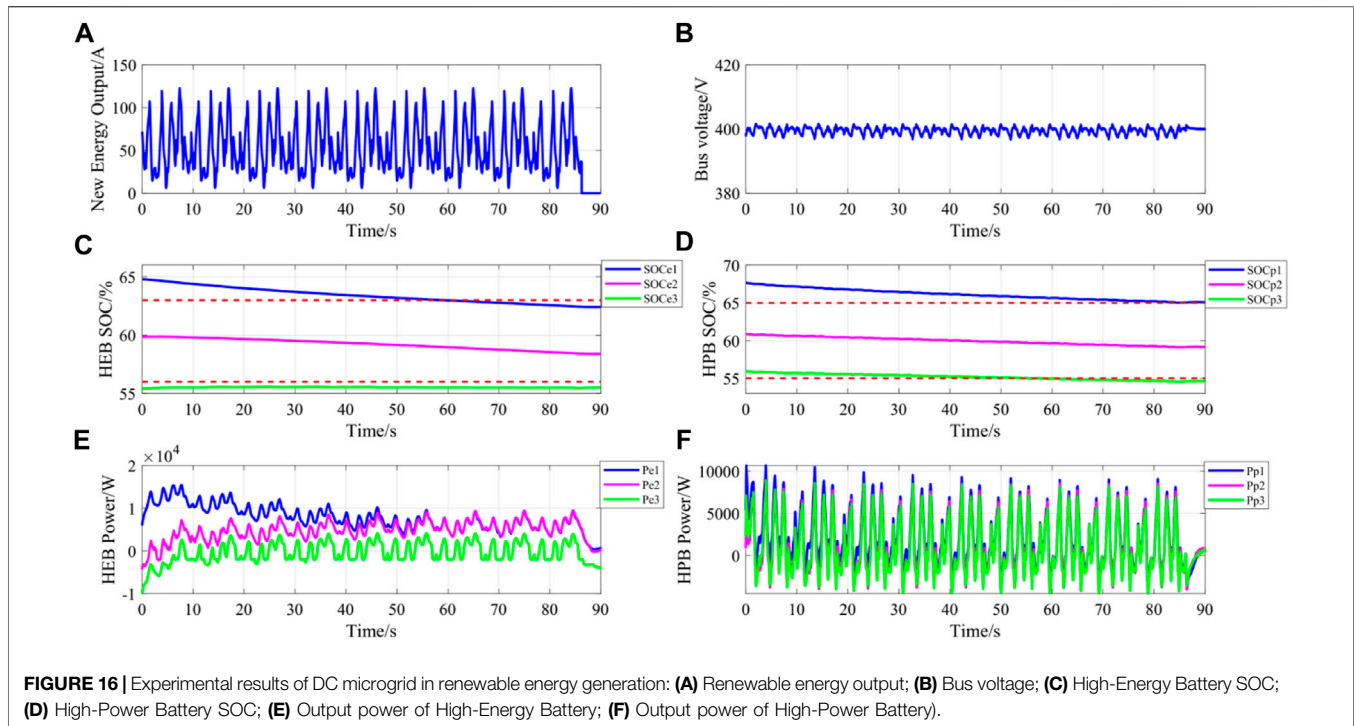 A
New Energy Output/A
150
100
50
0
0 10 20 30 40 50 60 70 80 90
Time/s
B
Bus voltage/V
420
400
380
0 10 20 30 40 50 60 70 80 90
Time/s
C
HEB SOC/%
65
60
55
0 10 20 30 40 50 60 70 80 90
Time/s
SOCe1
SOCe2
SOCe3
D
HPB SOC/%
70
65
60
55
0 10 20 30 40 50 60 70 80 90
Time/s
SOCp1
SOCp2
SOCp3
E
× 10⁴
HEB Power/W
2
1
0
-1
0 10 20 30 40 50 60 70 80 90
Time/s
Pe1
Pe2
Pe3
F
HPB Power/W
10000
5000
0
0 10 20 30 40 50 60 70 80 90
Time/s
Pp1
Pp2
Pp3
FIGURE 16 | Experimental results of DC microgrid in renewable energy generation: (A) Renewable energy output; (B) Bus voltage; (C) High-Energy Battery SOC;
(D) High-Power Battery SOC; (E) Output power of High-Energy Battery; (F) Output power of High-Power Battery).